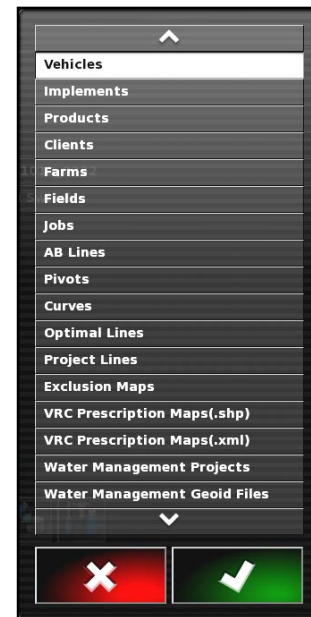 Vehicles
Implements
Products
Clients
Farms
Fields
Jobs
AB Lines
Pivots
Curves
Optimal Lines
Project Lines
Exclusion Maps
VRC Prescription Maps(.shp)
VRC Prescription Maps(.xml)
Water Management Projects
Water Management Geoid Files